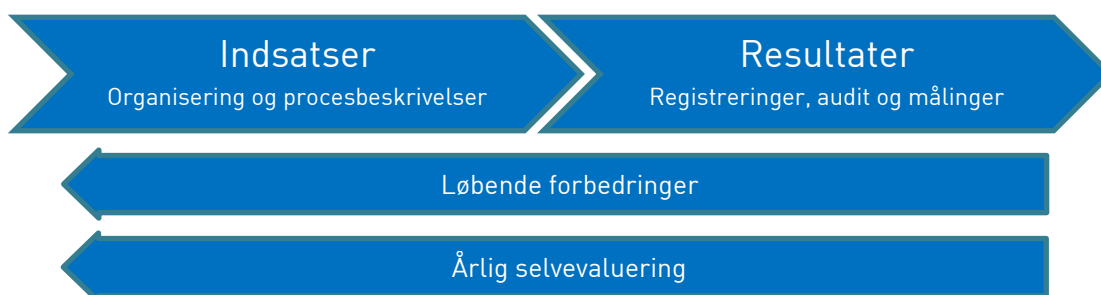 Indsatser
Organisering og procesbeskrivelser
Resultater
Registreringer, audit og målinger
Løbende forbedringer
Årlig selvevaluering